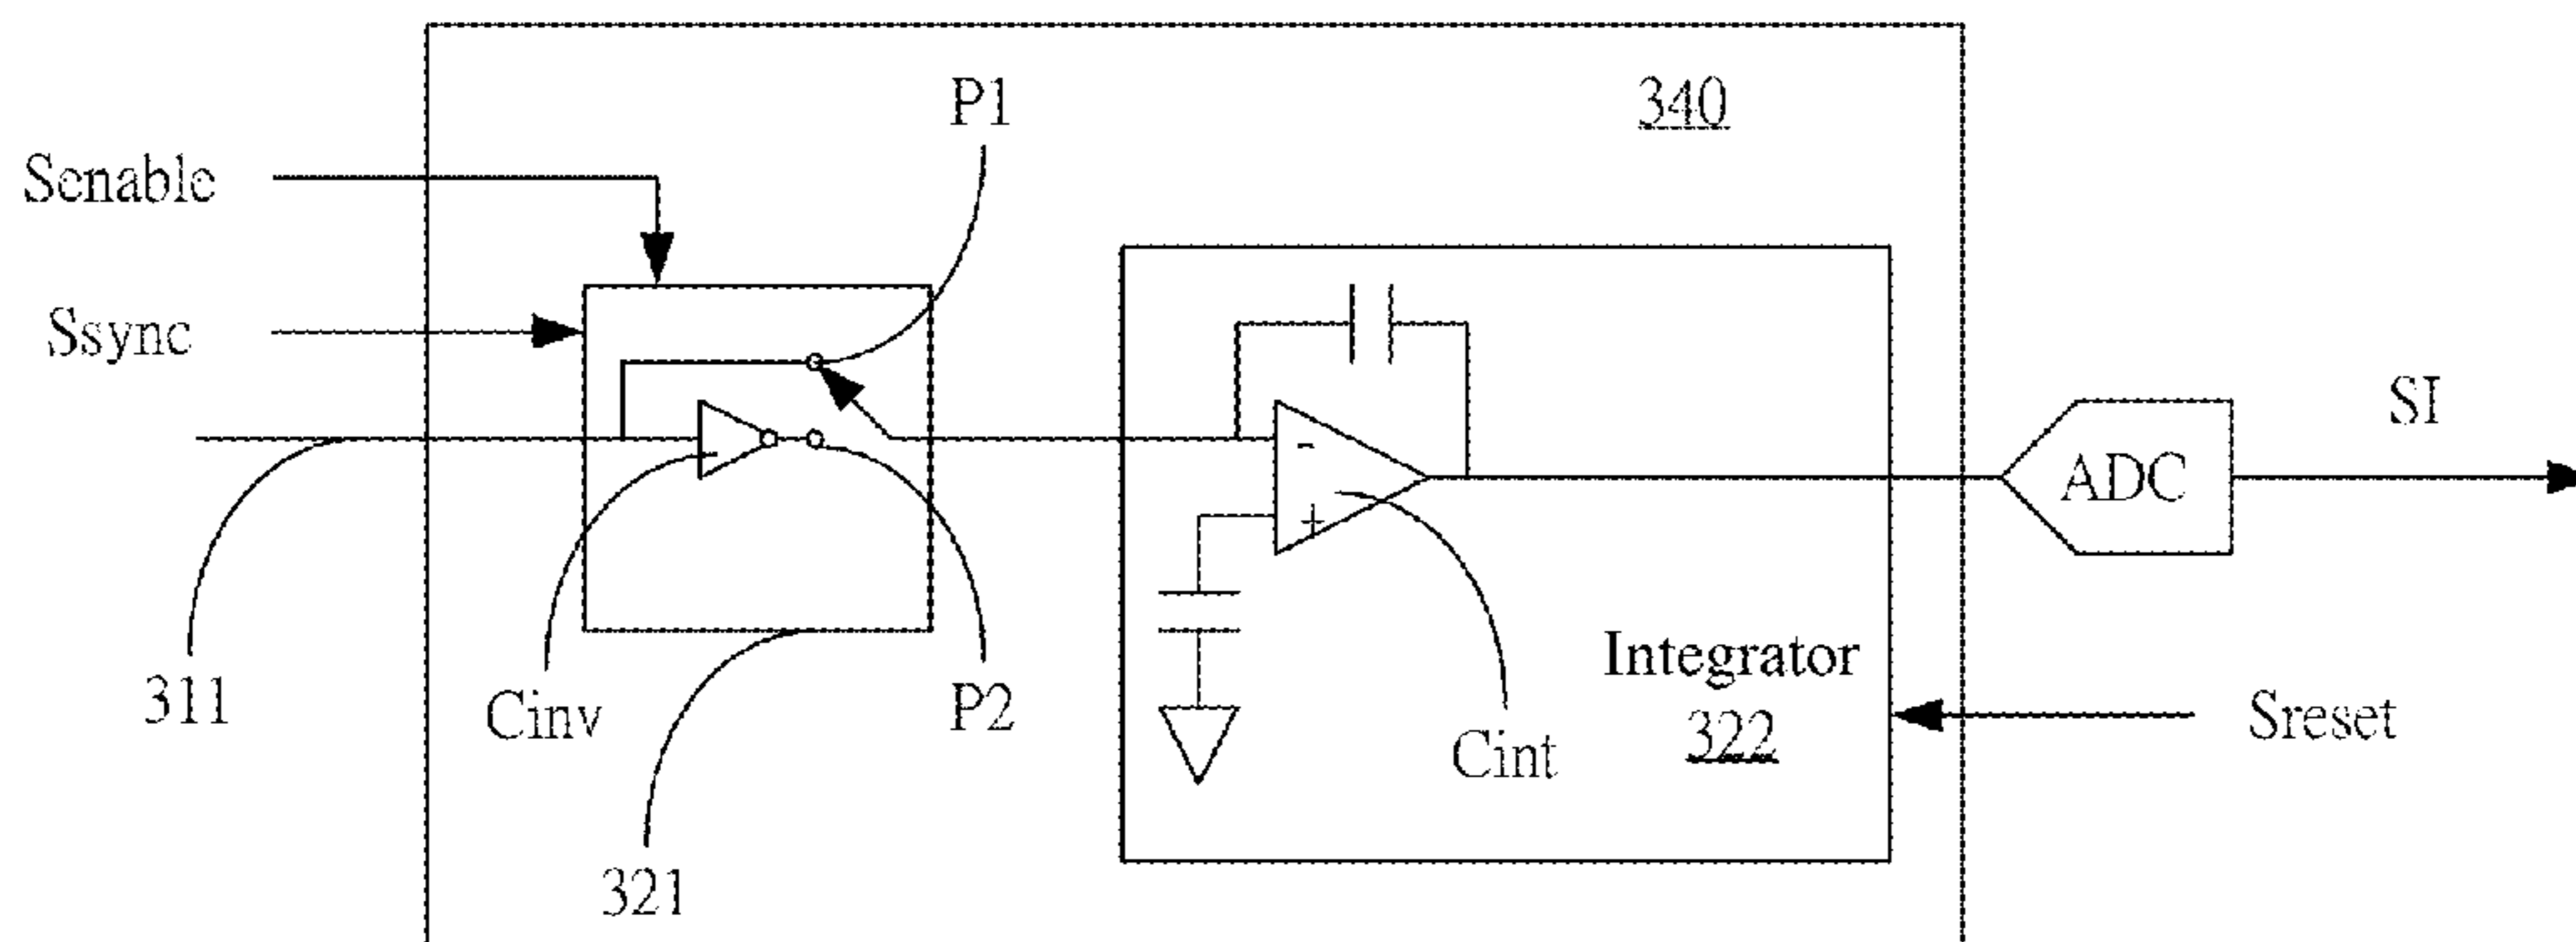 P1
340
Senable
Ssync
SI
ADC
-
+
311
Cinv
P2
Integrator
322
Cint
Sreset
321